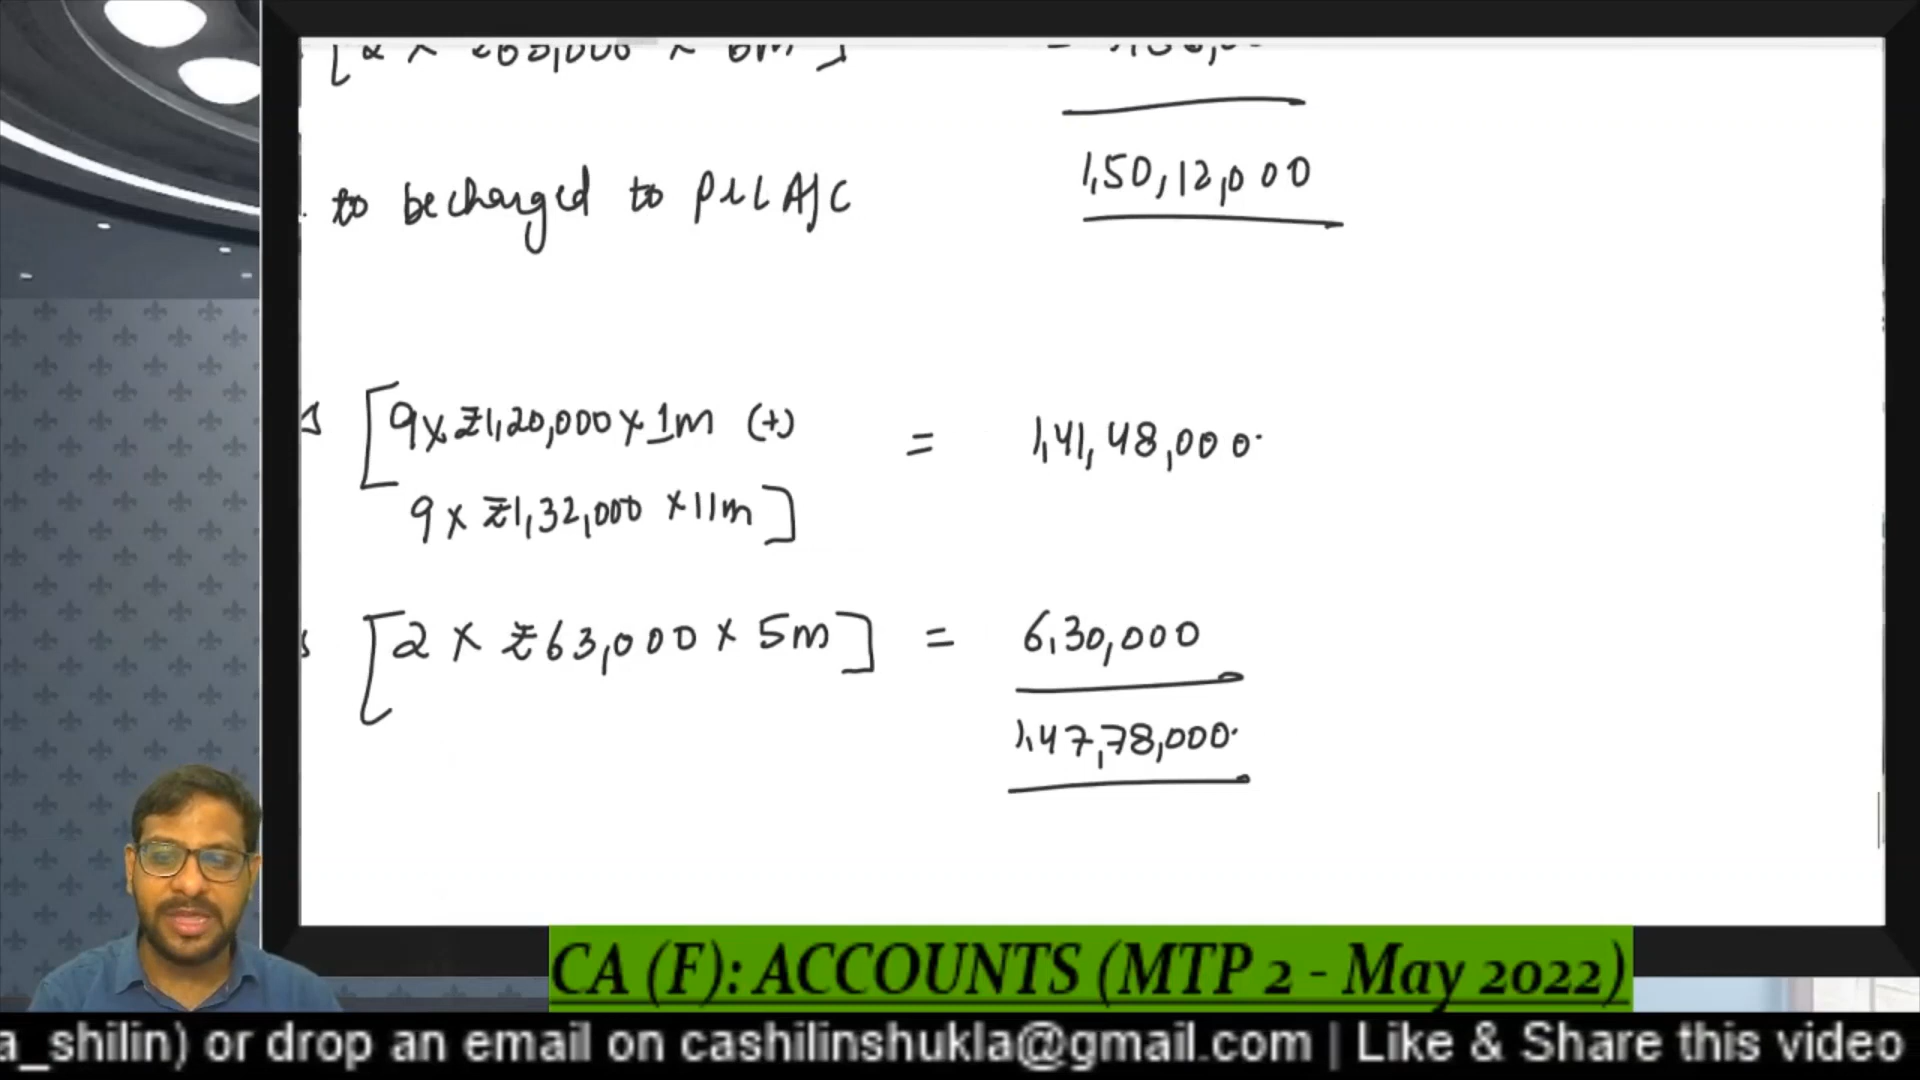 to be charged to P&L A/C 1,50,12,000
[9 x ₹1,20,000 x 1m (+) = 1,41,48,000
9 x ₹1,32,000 x 11m]
[2 x ₹63,000 x 5m] = 6,30,000
1,47,78,000
CA (F): ACCOUNTS (MTP 2 - May 2022)
a_shilin) or drop an email on cashilinshukla@gmail.com | Like & Share this video